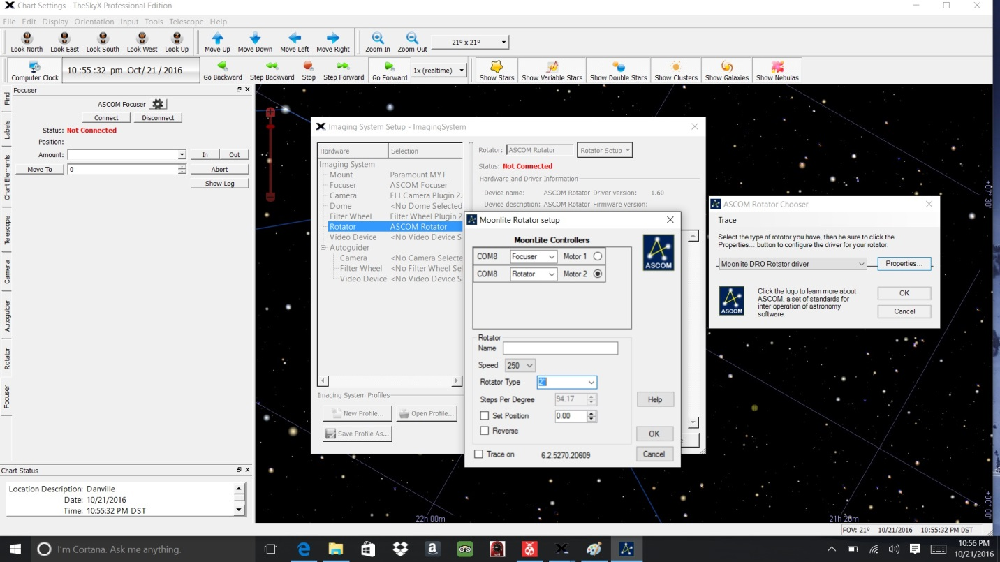 Chart Settings - TheSkyX Professional Edition
File Edit Display Orientation Input Tools Telescope Help
Look North Look East Look South Look West Look Up Move Up Move Down Move Left Move Right Zoom In Zoom Out 21° x 21°
Computer Clock 10 :55 :32 pm Oct/ 21 / 2016 Go Backward Step Backward Stop Step Forward Go Forward 1x (realtime) Show Stars Show Variable Stars Show Double Stars Show Clusters Show Galaxies Show Nebulas
Find
Labels
Chart Elements
Telescope
Camera
Autoguider
Rotator
Focuser
Focuser
ASCOM Focuser
Connect Disconnect
Status: Not Connected
Position:
Amount: In Out
Move To 0 Abort
Show Log
Chart Status
Location Description: Danville
Date: 10/21/2016
Time: 10:55:32 PM DST
Imaging System Setup - ImagingSystem
Hardware Selection
Imaging System
Mount Paramount MYT
Focuser ASCOM Focuser
Camera FLI Camera Plugin 2.
Dome <No Dome Selected
Filter Wheel Filter Wheel Plugin 2
Rotator ASCOM Rotator
Video Device <No Video Device S
Autoguider
Camera <No Camera Selecte
Filter Wheel <No Filter Wheel Sel
Video Device <No Video Device S
Imaging System Profiles
New Profile... Open Profile...
Save Profile As...
Rotator: ASCOM Rotator Rotator Setup
Status: Not Connected
Hardware and Driver Information
Device name: ASCOM Rotator Driver version: 1.60
Device description: ASCOM Rotator Firmware version:
Moonlite Rotator setup
MoonLite Controllers
COM8 Focuser Motor 1
COM8 Rotator Motor 2
ASCOM
Rotator
Name
Speed 250
Rotator Type 2"
Steps Per Degree 94.17
Set Position 0.00
Reverse
Help
OK
Trace on 6.2.5270.20609 Cancel
ASCOM Rotator Chooser
Trace
Select the type of rotator you have, then be sure to click the
Properties... button to configure the driver for your rotator.
Moonlite DRO Rotator driver Properties...
ASCOM
Click the logo to learn more about
ASCOM, a set of standards for
inter-operation of astronomy
software.
OK
Cancel
+07° 30'
+00° 00'
22h 00m 21h 20m
FOV: 21° 10/21/2016 10:55:32 PM DST
I'm Cortana. Ask me anything.
10:56 PM
10/21/2016